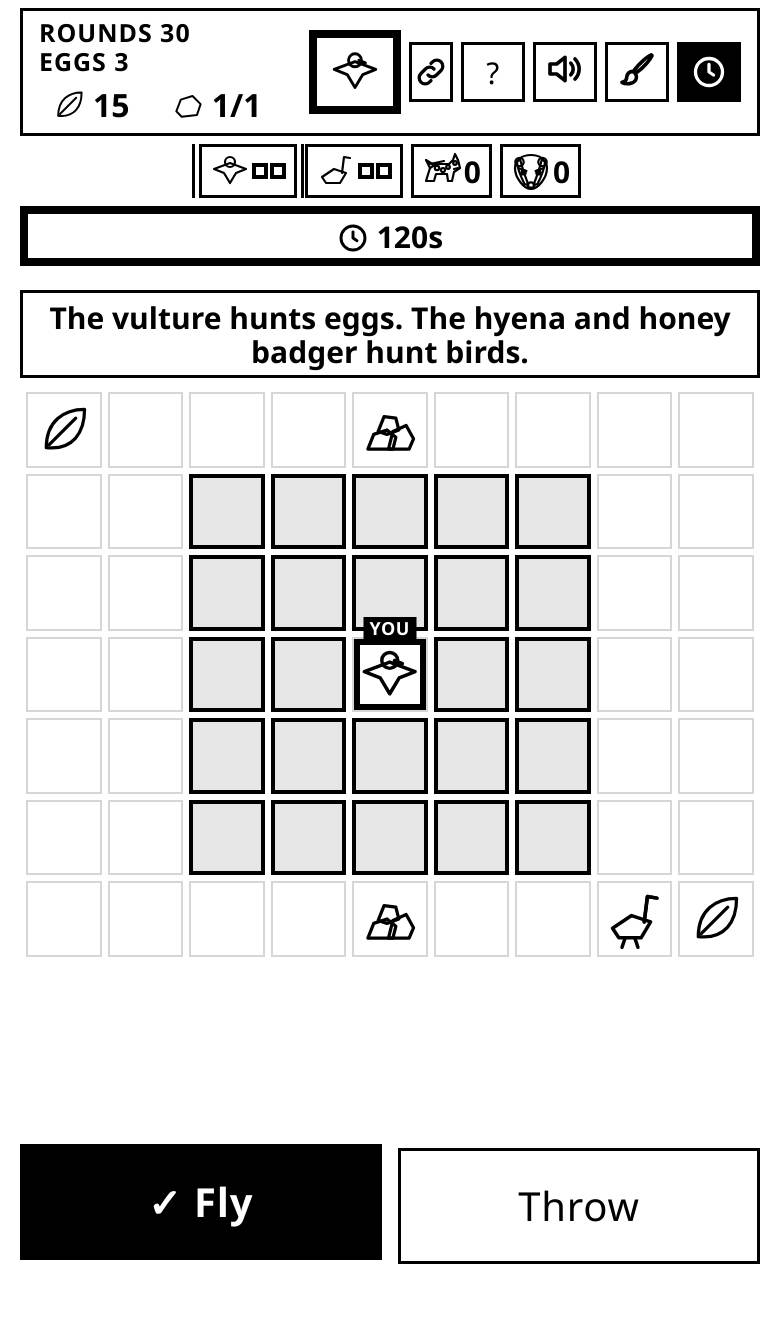 ROUNDS 30
EGGS 3
15 1/1
?
0 0
120s
The vulture hunts eggs. The hyena and honey
badger hunt birds.
YOU
✓ Fly
Throw